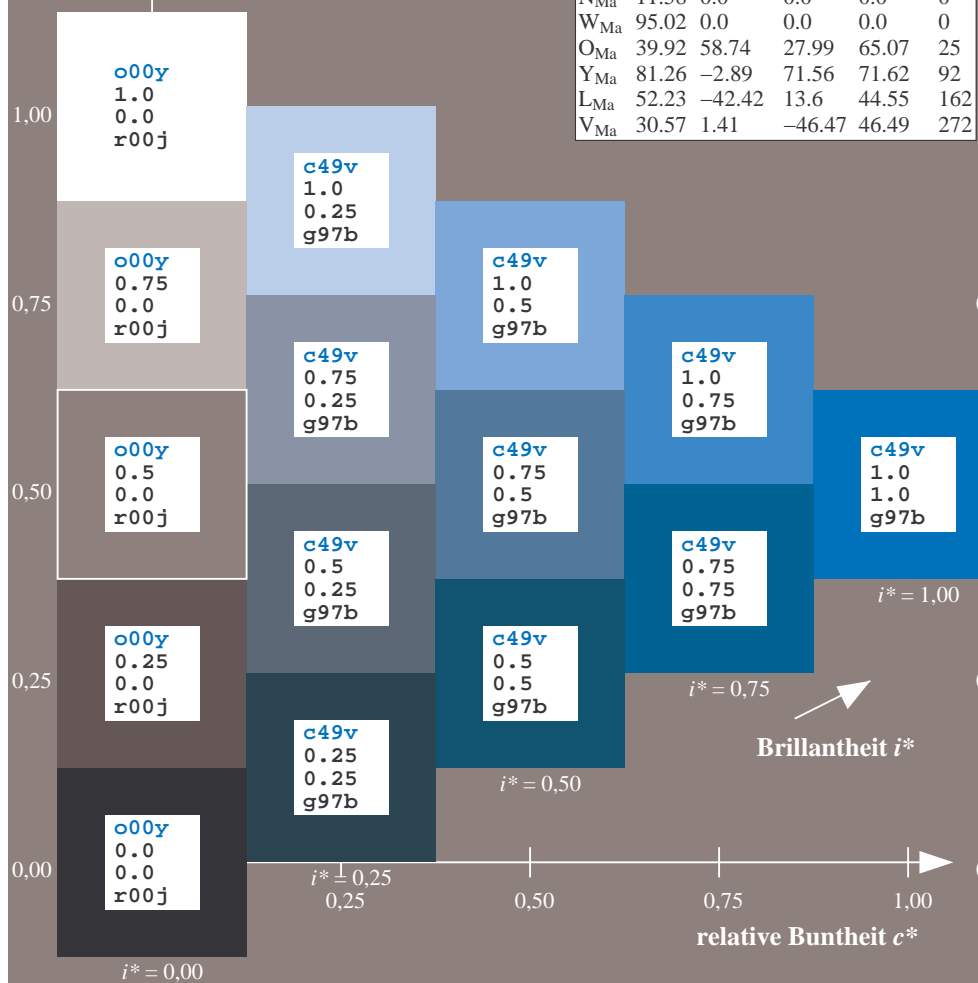 W_Ma 95.02 0.0 0.0 0.0 0
O_Ma 39.92 58.74 27.99 65.07 25
Y_Ma 81.26 −2.89 71.56 71.62 92
L_Ma 52.23 −42.42 13.6 44.55 162
V_Ma 30.57 1.41 −46.47 46.49 272
o00y
1.0
0.0
r00j
1,00
c49v
1.0
0.25
g97b
o00y
0.75
0.0
r00j
c49v
1.0
0.5
g97b
0,75
c49v
0.75
0.25
g97b
c49v
1.0
0.75
g97b
o00y
0.5
0.0
r00j
c49v
0.75
0.5
g97b
c49v
1.0
1.0
g97b
0,50
c49v
0.5
0.25
g97b
c49v
0.75
0.75
g97b
i* = 1,00
o00y
0.25
0.0
r00j
c49v
0.5
0.5
g97b
0,25
i* = 0,75
c49v
0.25
0.25
g97b
Brillantheit i*
i* = 0,50
o00y
0.0
0.0
r00j
0,00
i* = 0,25
0,25 0,50 0,75 1,00
relative Buntheit c*
i* = 0,00